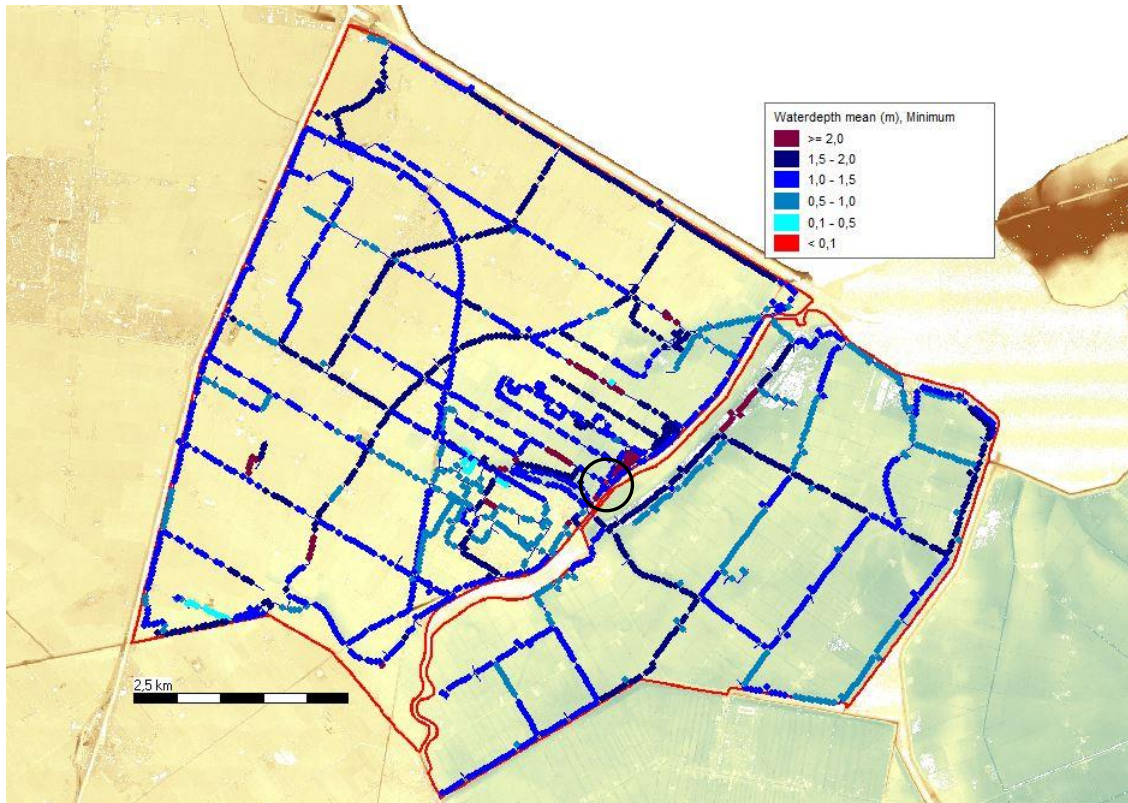 Waterdepth mean (m), Minimum
>= 2,0
1,5 - 2,0
1,0 - 1,5
0,5 - 1,0
0,1 - 0,5
< 0,1
2,5 km